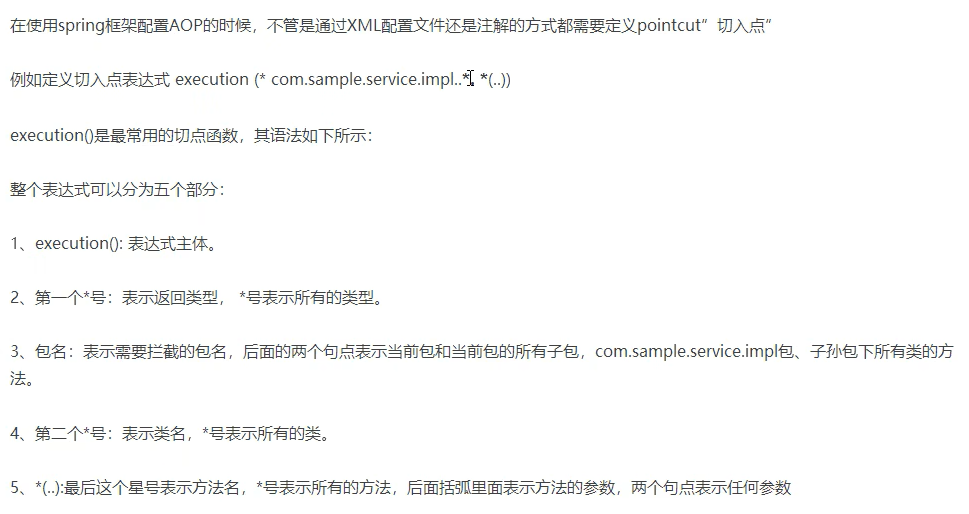 在使用spring框架配置AOP的时候，不管是通过XML配置文件还是注解的方式都需要定义pointcut”切入点“
例如定义切入点表达式 execution (* com.sample.service.impl..*. *(..))
execution()是最常用的切点函数，其语法如下所示：
整个表达式可以分为五个部分：
1、execution(): 表达式主体。
2、第一个*号：表示返回类型， *号表示所有的类型。
3、包名：表示需要拦截的包名，后面的两个句点表示当前包和当前包的所有子包，com.sample.service.impl包、子孙包下所有类的方
法。
4、第二个*号：表示类名，*号表示所有的类。
5、*(..):最后这个星号表示方法名，*号表示所有的方法，后面括弧里面表示方法的参数，两个句点表示任何参数